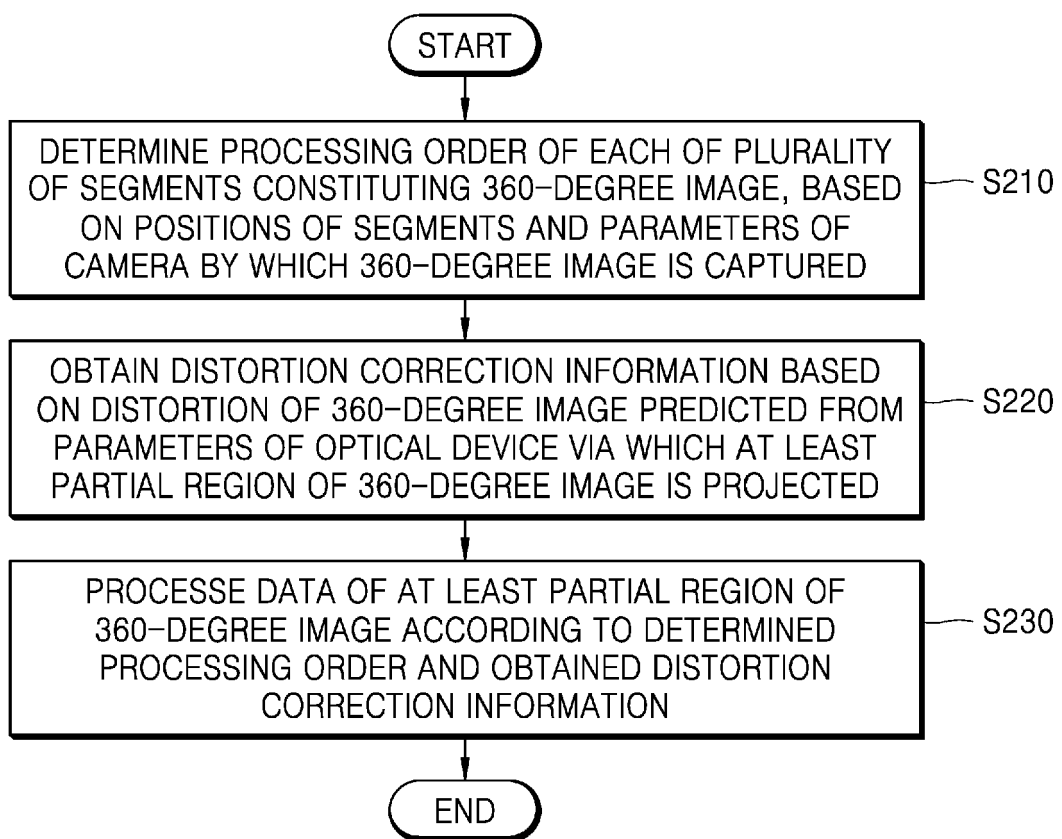 START
DETERMINE PROCESSING ORDER OF EACH OF PLURALITY
OF SEGMENTS CONSTITUTING 360-DEGREE IMAGE, BASED
ON POSITIONS OF SEGMENTS AND PARAMETERS OF
CAMERA BY WHICH 360-DEGREE IMAGE IS CAPTURED
S210
OBTAIN DISTORTION CORRECTION INFORMATION BASED
ON DISTORTION OF 360-DEGREE IMAGE PREDICTED FROM
PARAMETERS OF OPTICAL DEVICE VIA WHICH AT LEAST
PARTIAL REGION OF 360-DEGREE IMAGE IS PROJECTED
S220
PROCESSE DATA OF AT LEAST PARTIAL REGION OF
360-DEGREE IMAGE ACCORDING TO DETERMINED
PROCESSING ORDER AND OBTAINED DISTORTION
CORRECTION INFORMATION
S230
END